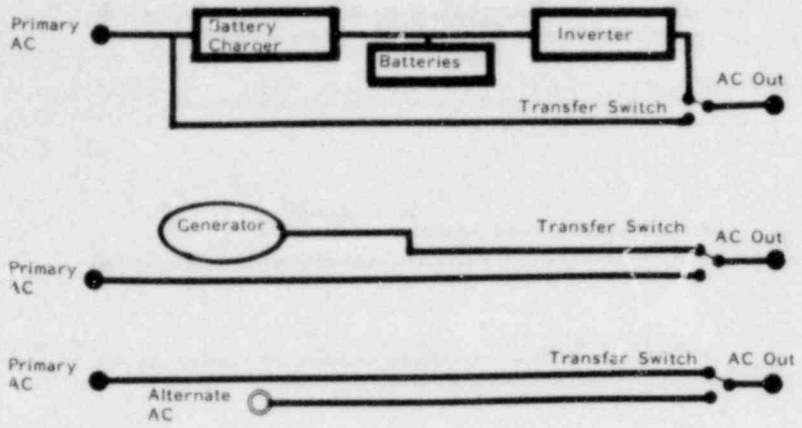 Primary
AC
Battery
Charger
Inverter
Batteries
AC Out
Transfer Switch
Generator
Transfer Switch
AC Out
Primary
AC
Primary
AC
Transfer Switch
AC Out
Alternate
AC